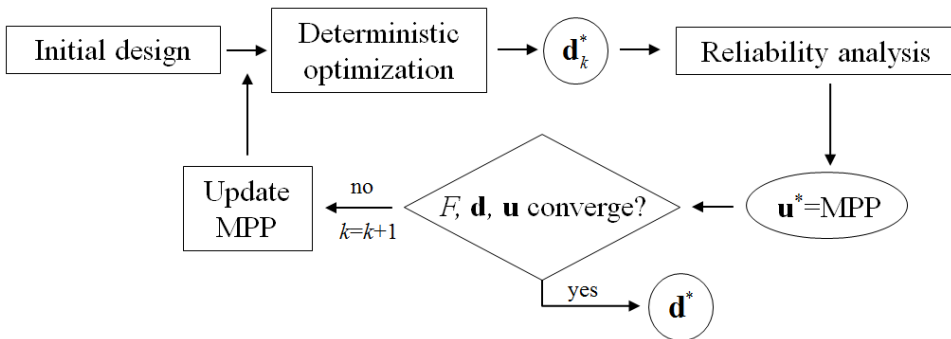 Initial design
Deterministic
optimization
d*k
Reliability analysis
u*=MPP
F, d, u converge?
no
k=k+1
Update
MPP
yes
d*